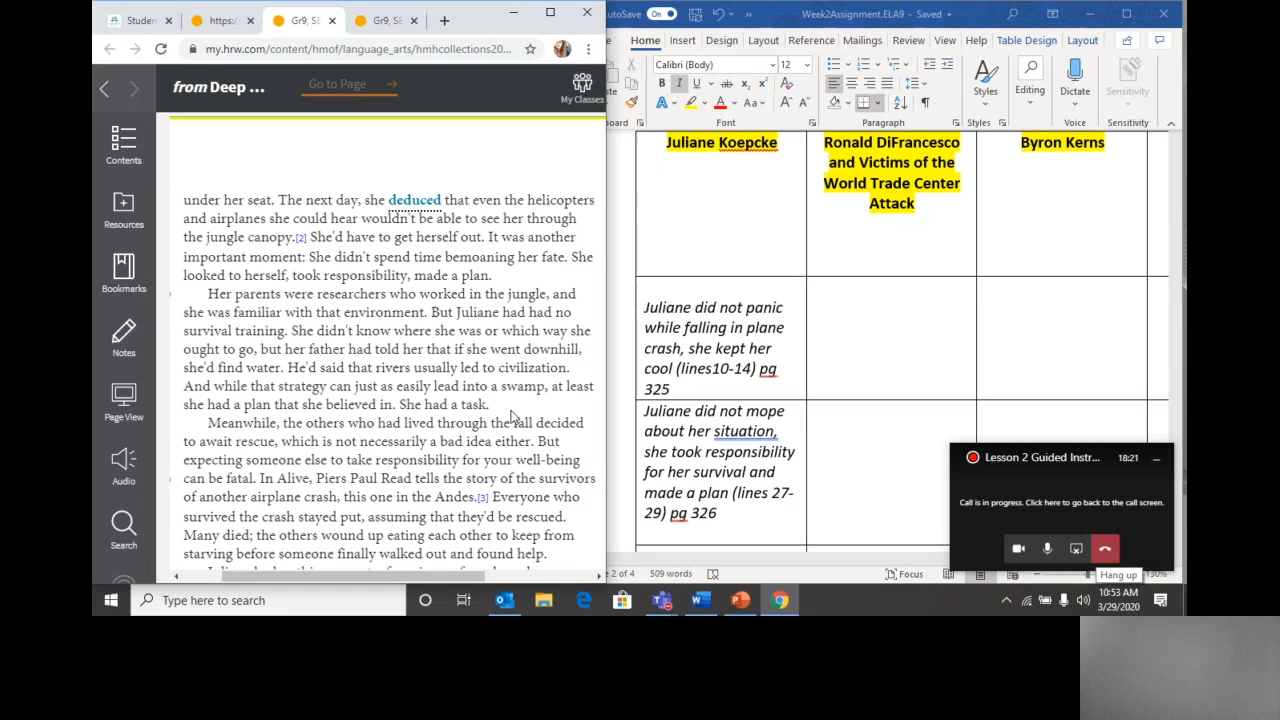 Studen
https:/
Gr9, SE
Gr9, SE
my.hrw.com/content/hmof/language_arts/hmhcollections20...
from Deep ...
Go to Page
My Classes
Contents
Resources
Bookmarks
Notes
Page View
Audio
Search
under her seat. The next day, she deduced that even the helicopters
and airplanes she could hear wouldn't be able to see her through
the jungle canopy.[2] She'd have to get herself out. It was another
important moment: She didn't spend time bemoaning her fate. She
looked to herself, took responsibility, made a plan.
Her parents were researchers who worked in the jungle, and
she was familiar with that environment. But Juliane had had no
survival training. She didn't know where she was or which way she
ought to go, but her father had told her that if she went downhill,
she'd find water. He'd said that rivers usually led to civilization.
And while that strategy can just as easily lead into a swamp, at least
she had a plan that she believed in. She had a task.
Meanwhile, the others who had lived through the fall decided
to await rescue, which is not necessarily a bad idea either. But
expecting someone else to take responsibility for your well-being
can be fatal. In Alive, Piers Paul Read tells the story of the survivors
of another airplane crash, this one in the Andes.[3] Everyone who
survived the crash stayed put, assuming that they'd be rescued.
Many died; the others wound up eating each other to keep from
starving before someone finally walked out and found help.
AutoSave On
Week2Assignment.ELA9 - Saved
Home Insert Design Layout Reference Mailings Review View Help Table Design Layout
Calibri (Body) 12
Styles
Editing
Dictate
Sensitivity
board Font Paragraph Styles Voice Sensitivity
Juliane Koepcke
Ronald DiFrancesco
and Victims of the
World Trade Center
Attack
Byron Kerns
Juliane did not panic
while falling in plane
crash, she kept her
cool (lines10-14) pg
325
Juliane did not mope
about her situation,
she took responsibility
for her survival and
made a plan (lines 27-
29) pg 326
Lesson 2 Guided Instr... 18:21
Call is in progress. Click here to go back to the call screen.
Hang up
2 of 4 509 words
Focus
130%
Type here to search
10:53 AM
3/29/2020